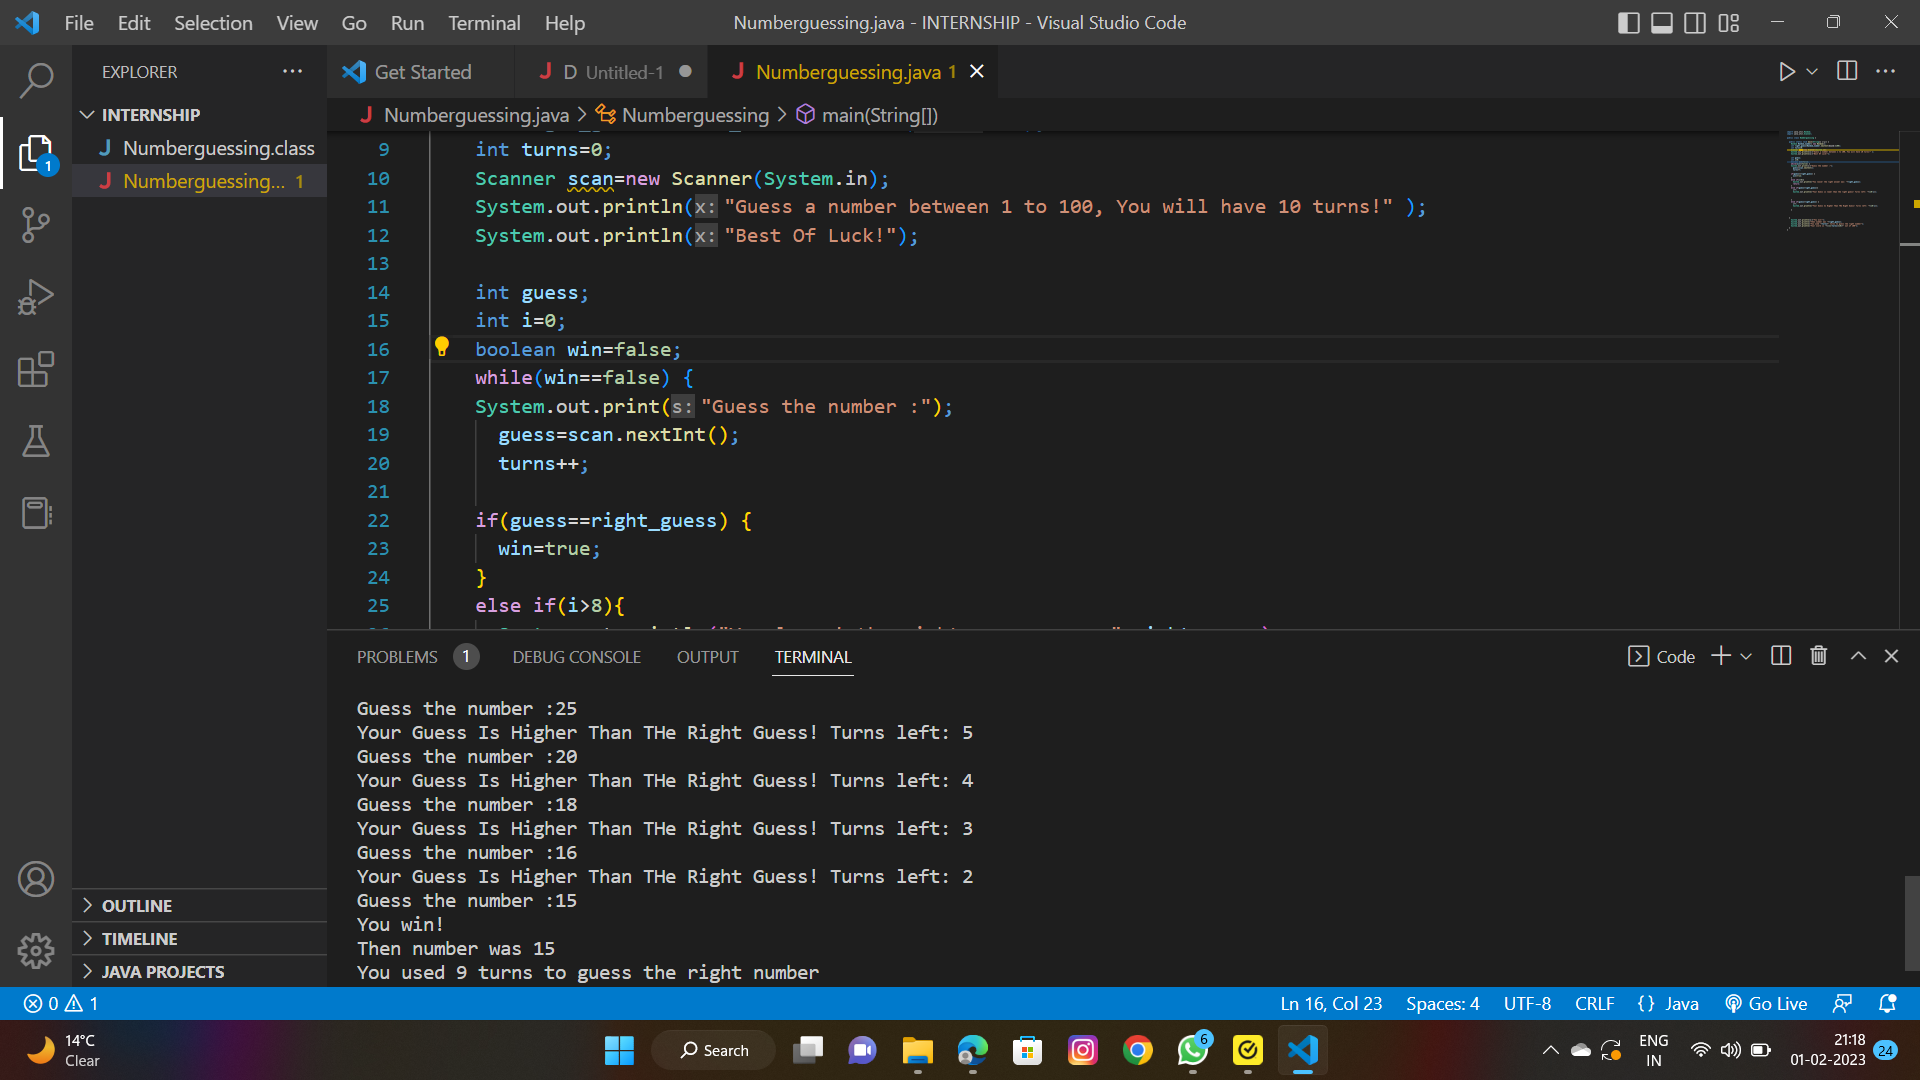 File Edit Selection View Go Run Terminal Help
Numberguessing.java - INTERNSHIP - Visual Studio Code
EXPLORER
INTERNSHIP
Numberguessing.class
Numberguessing... 1
OUTLINE
TIMELINE
JAVA PROJECTS
1
Get Started
J D Untitled-1
J Numberguessing.java 1
J Numberguessing.java > Numberguessing > main(String[])
9 int turns=0;
10 Scanner scan=new Scanner(System.in);
11 System.out.println(x: "Guess a number between 1 to 100, You will have 10 turns!" );
12 System.out.println(x: "Best Of Luck!");
13
14 int guess;
15 int i=0;
16 boolean win=false;
17 while(win==false) {
18 System.out.print(s: "Guess the number :");
19 guess=scan.nextInt();
20 turns++;
21
22 if(guess==right_guess) {
23 win=true;
24 }
25 else if(i>8){
PROBLEMS 1 DEBUG CONSOLE OUTPUT TERMINAL
Code
Guess the number :25
Your Guess Is Higher Than THe Right Guess! Turns left: 5
Guess the number :20
Your Guess Is Higher Than THe Right Guess! Turns left: 4
Guess the number :18
Your Guess Is Higher Than THe Right Guess! Turns left: 3
Guess the number :16
Your Guess Is Higher Than THe Right Guess! Turns left: 2
Guess the number :15
You win!
Then number was 15
You used 9 turns to guess the right number
0 1
Ln 16, Col 23 Spaces: 4 UTF-8 CRLF {} Java Go Live
14°C
Clear
Search
6
ENG
IN
21:18
01-02-2023
24